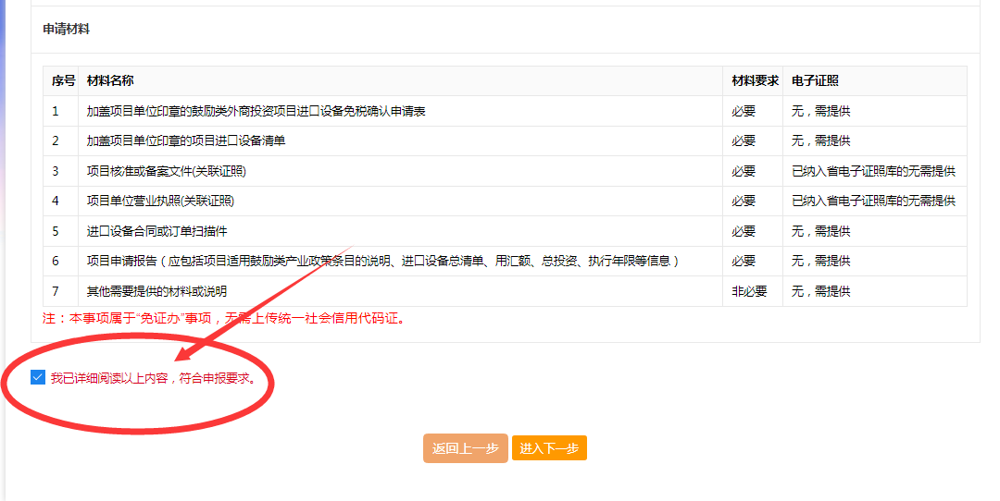 申请材料
序号 材料名称 材料要求 电子证照
1 加盖项目单位印章的鼓励类外商投资项目进口设备免税确认申请表 必要 无，需提供
2 加盖项目单位印章的项目进口设备清单 必要 无，需提供
3 项目核准或备案文件(关联证照) 必要 已纳入省电子证照库的无需提供
4 项目单位营业执照(关联证照) 必要 已纳入省电子证照库的无需提供
5 进口设备合同或订单扫描件 必要 无，需提供
6 项目申请报告（应包括项目适用鼓励类产业政策条目的说明、进口设备总清单、用汇额、总投资、执行年限等信息） 必要 无，需提供
7 其他需要提供的材料或说明 非必要 无，需提供
注：本事项属于“免证办”事项，无需上传统一社会信用代码证。
我已详细阅读以上内容，符合申报要求。
返回上一步 进入下一步